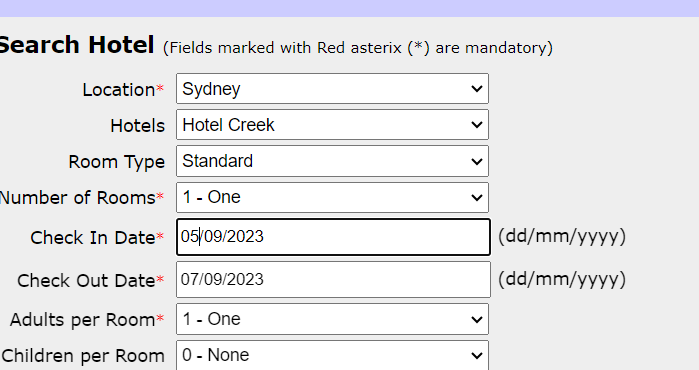 Search Hotel (Fields marked with Red asterix (*) are mandatory)
Location* Sydney
Hotels Hotel Creek
Room Type Standard
Number of Rooms* 1 - One
Check In Date* 05/09/2023 (dd/mm/yyyy)
Check Out Date* 07/09/2023 (dd/mm/yyyy)
Adults per Room* 1 - One
Children per Room 0 - None